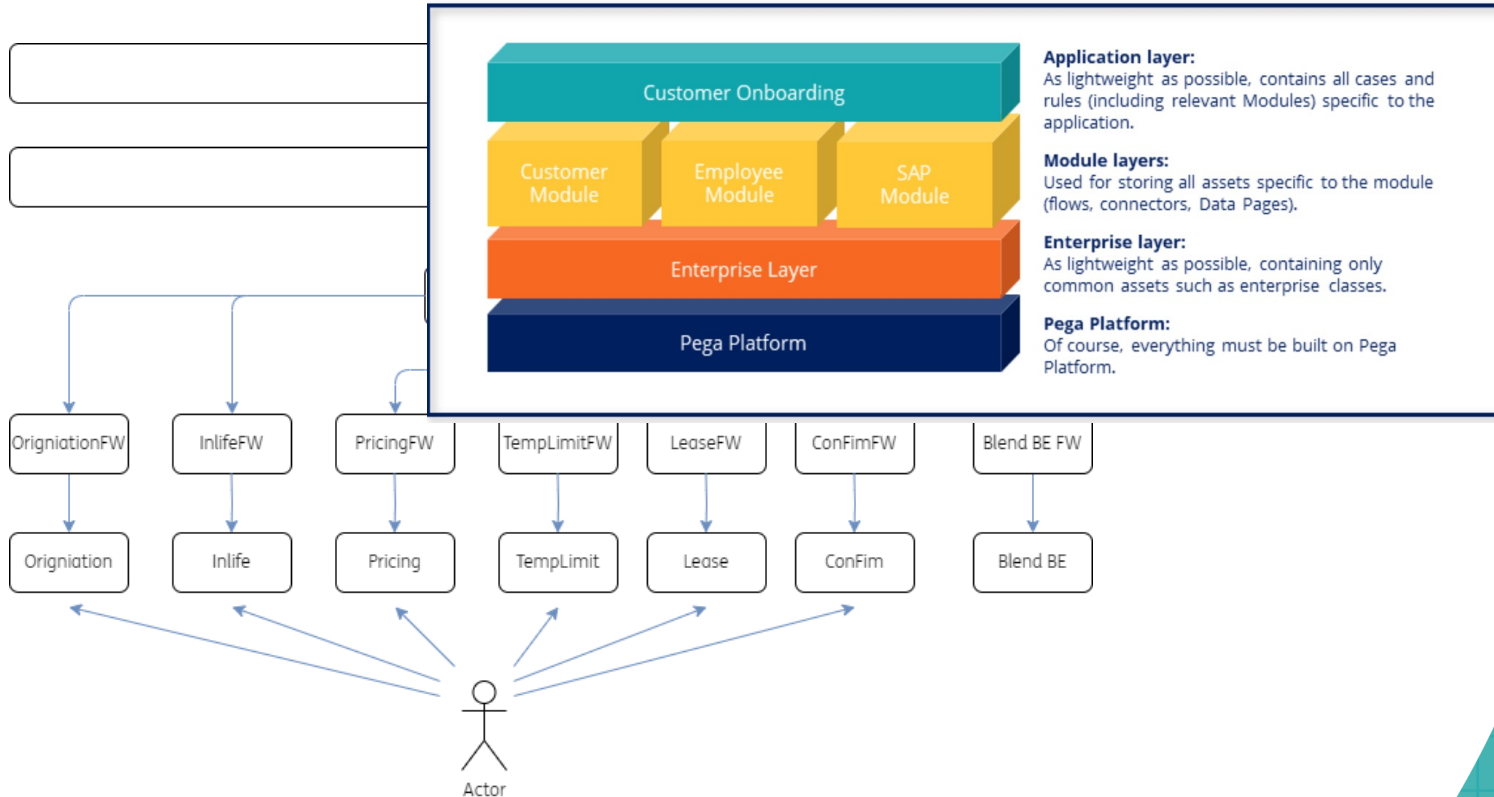 Customer Onboarding
Customer
Module
Employee
Module
SAP
Module
Enterprise Layer
Pega Platform
Application layer:
As lightweight as possible, contains all cases and
rules (including relevant Modules) specific to the
application.
Module layers:
Used for storing all assets specific to the module
(flows, connectors, Data Pages).
Enterprise layer:
As lightweight as possible, containing only
common assets such as enterprise classes.
Pega Platform:
Of course, everything must be built on Pega
Platform.
OrigniationFW
InlifeFW
PricingFW
TempLimitFW
LeaseFW
ConFimFW
Blend BE FW
Origniation
Inlife
Pricing
TempLimit
Lease
ConFim
Blend BE
Actor